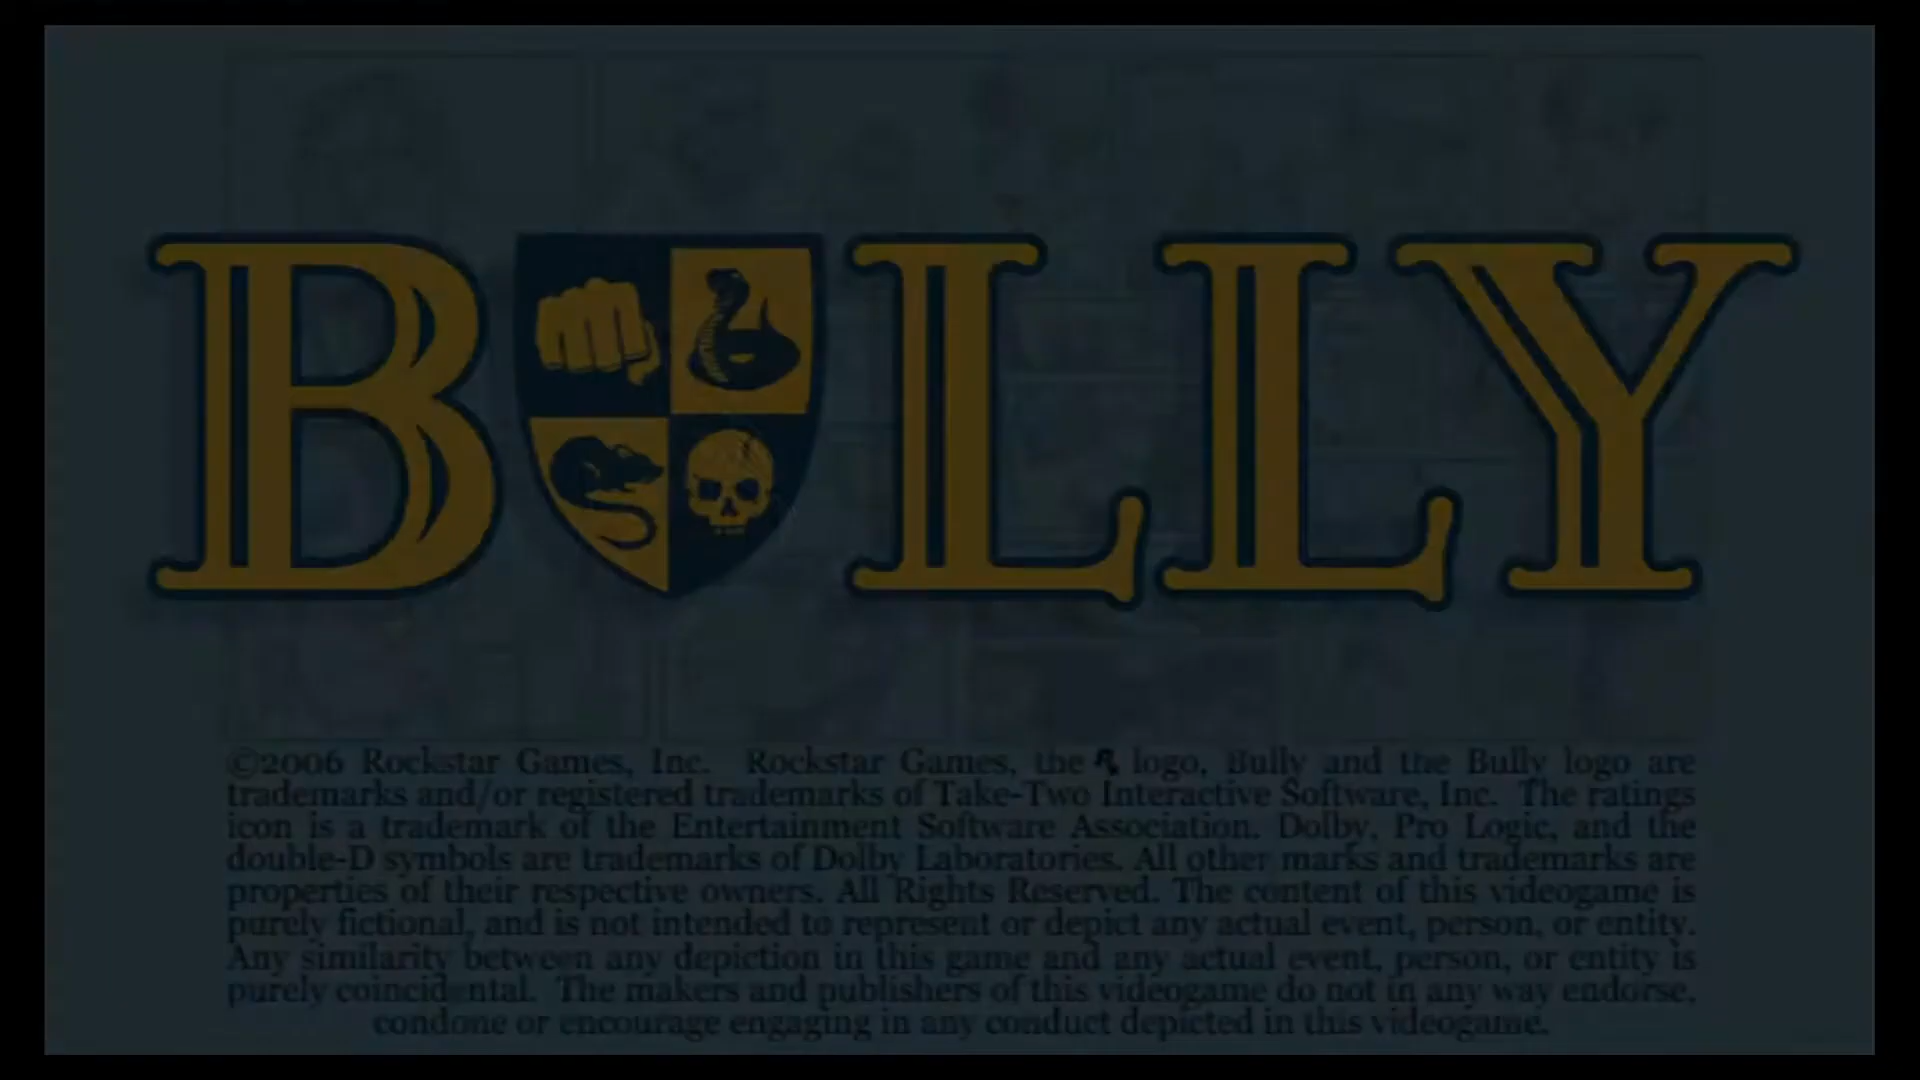 BULLY
©2006 Rockstar Games, Inc. Rockstar Games, the R logo, Bully and the Bully logo are
trademarks and/or registered trademarks of Take-Two Interactive Software, Inc. The ratings
icon is a trademark of the Entertainment Software Association. Dolby, Pro Logic, and the
double-D symbols are trademarks of Dolby Laboratories. All other marks and trademarks are
properties of their respective owners. All Rights Reserved. The content of this videogame is
purely fictional, and is not intended to represent or depict any actual event, person, or entity.
Any similarity between any depiction in this game and any actual event, person, or entity is
purely coincidental. The makers and publishers of this videogame do not in any way endorse,
condone or encourage engaging in any conduct depicted in this videogame.